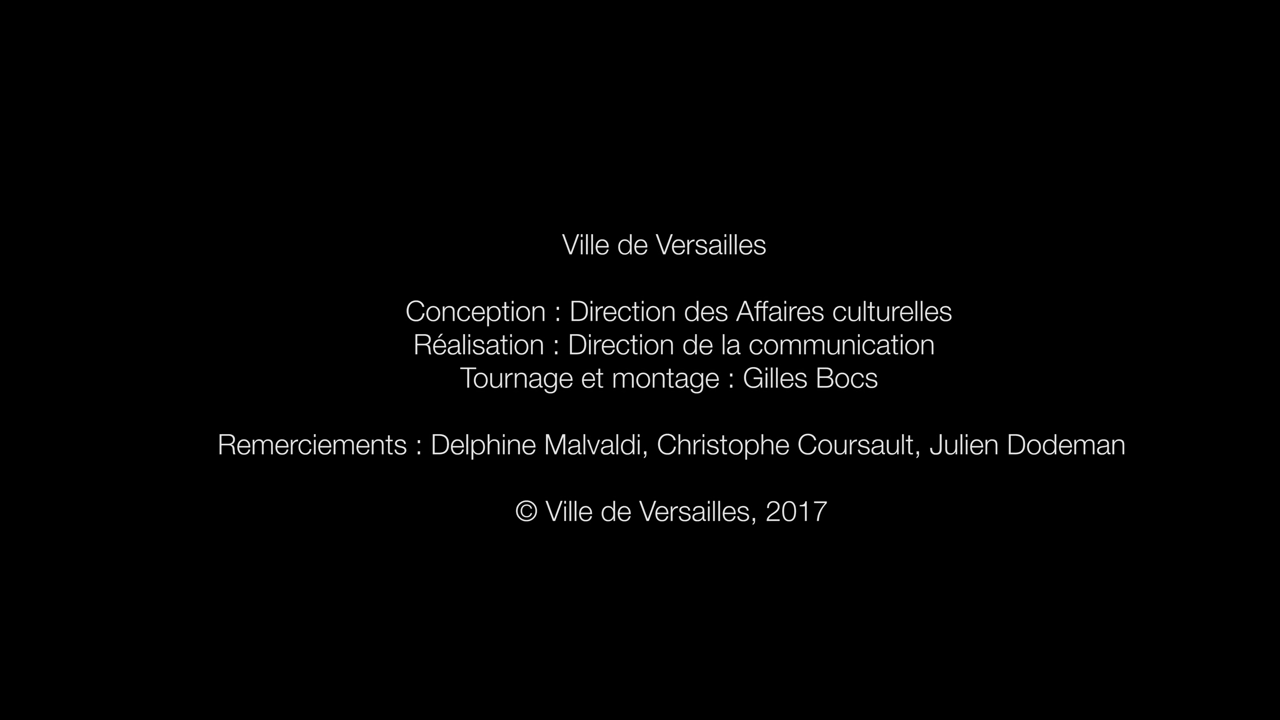 Ville de Versailles
Conception : Direction des Affaires culturelles
Réalisation : Direction de la communication
Tournage et montage : Gilles Bocs
Remerciements : Delphine Malvaldi, Christophe Coursault, Julien Dodeman
© Ville de Versailles, 2017